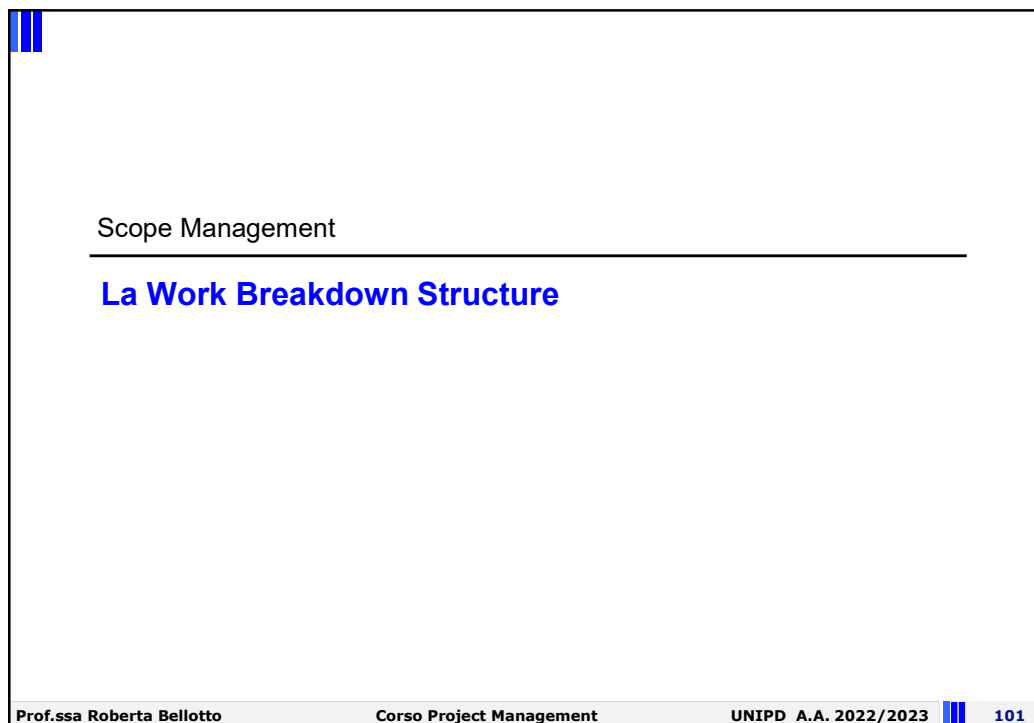 Scope Management
La Work Breakdown Structure
Prof.ssa Roberta Bellotto Corso Project Management UNIPD A.A. 2022/2023 101